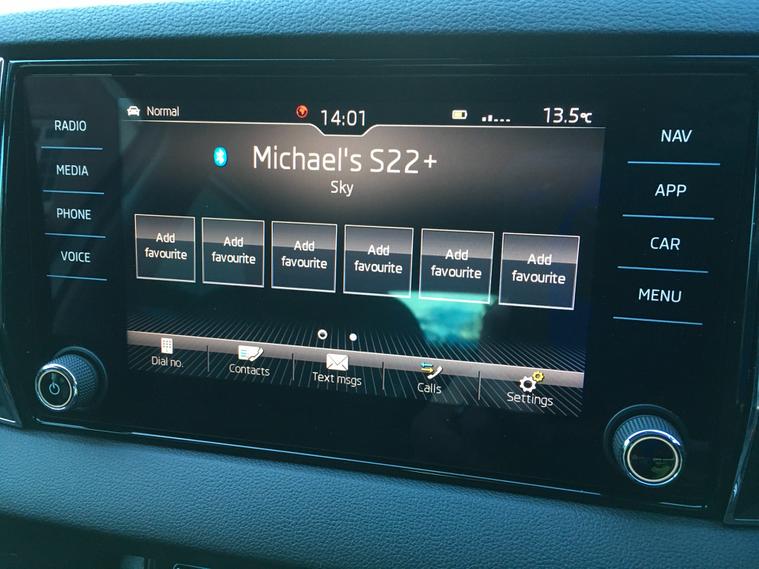 Normal
14:01
13.5°C
RADIO
MEDIA
PHONE
VOICE
Michael's S22+
Sky
Add
favourite
Add
favourite
Add
favourite
Add
favourite
Add
favourite
Add
favourite
Dial no.
Contacts
Text msgs
Calls
Settings
NAV
APP
CAR
MENU